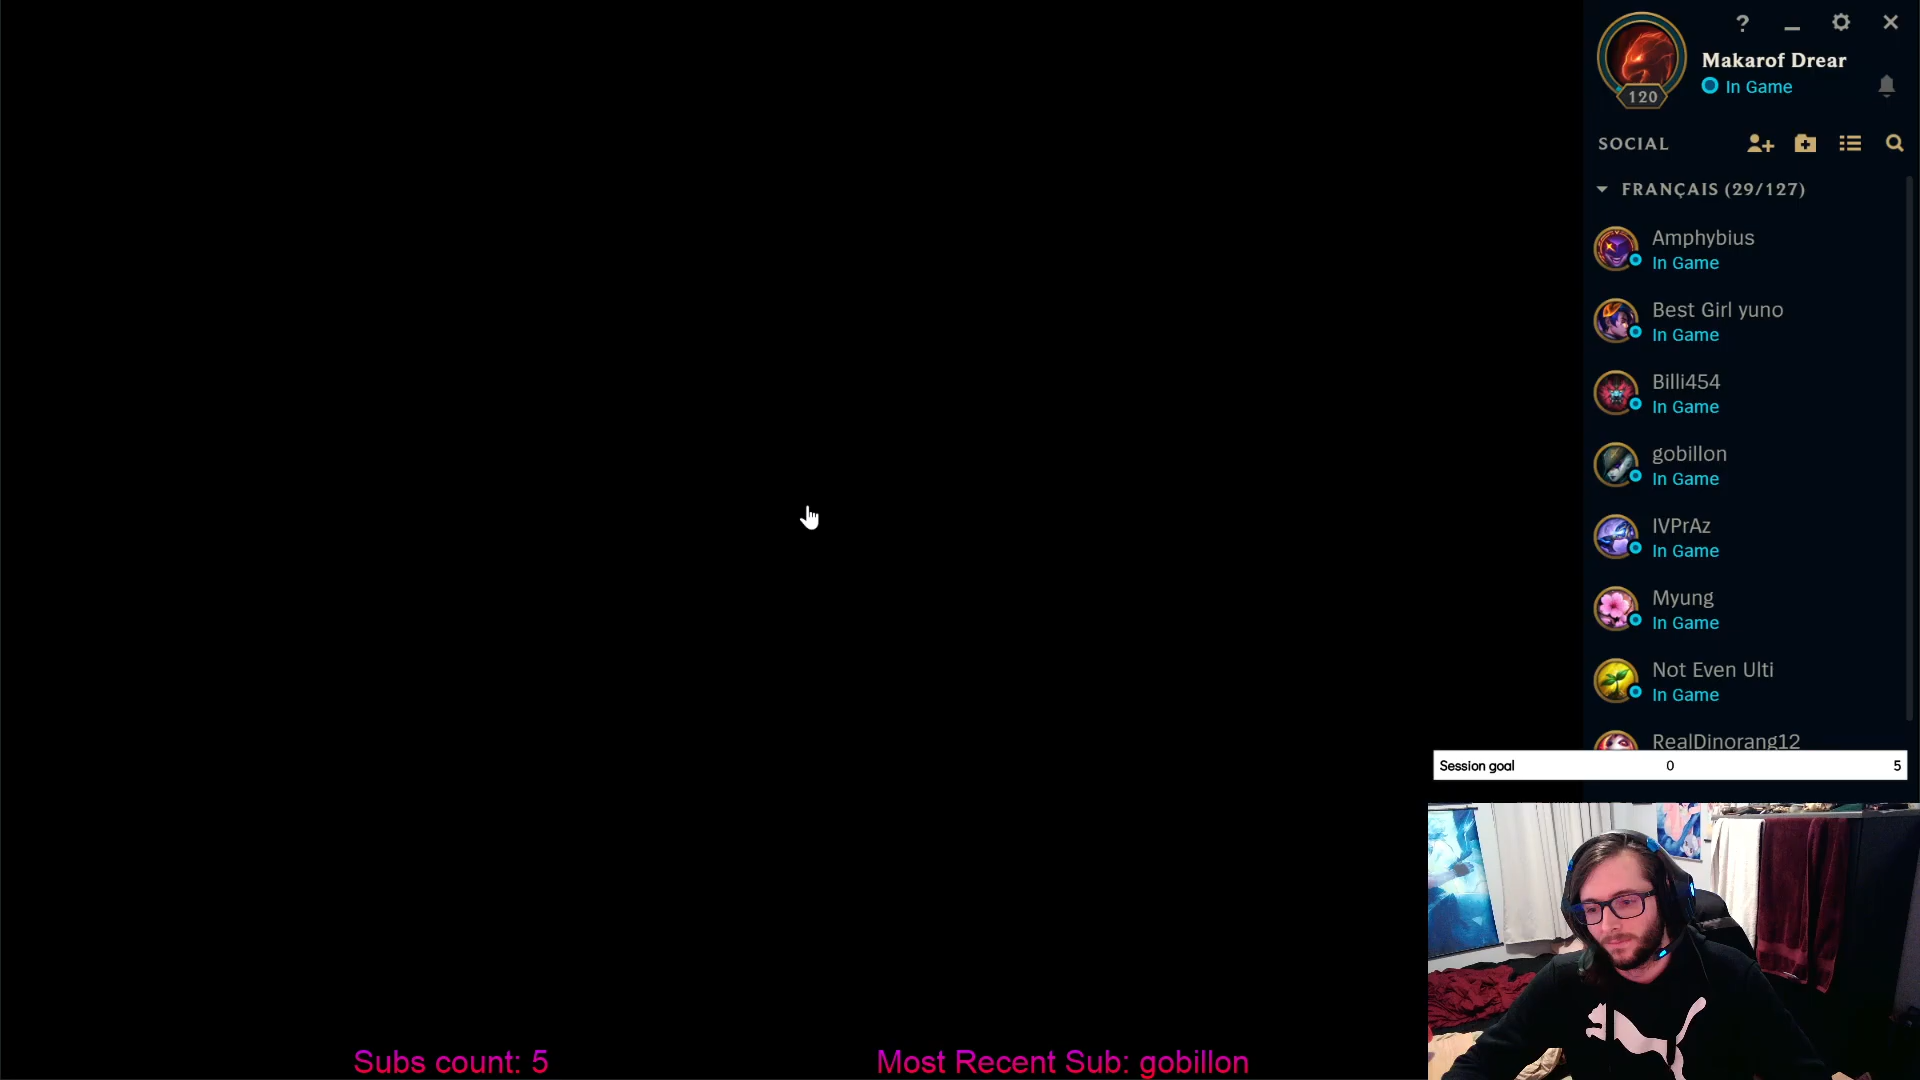 ?
Makarof Drear
In Game
120
SOCIAL
FRANÇAIS (29/127)
Amphybius
In Game
Best Girl yuno
In Game
Billi454
In Game
gobillon
In Game
IVPrAz
In Game
Myung
In Game
Not Even Ulti
In Game
RealDinorang12
Session goal 0 5
Subs count: 5
Most Recent Sub: gobillon